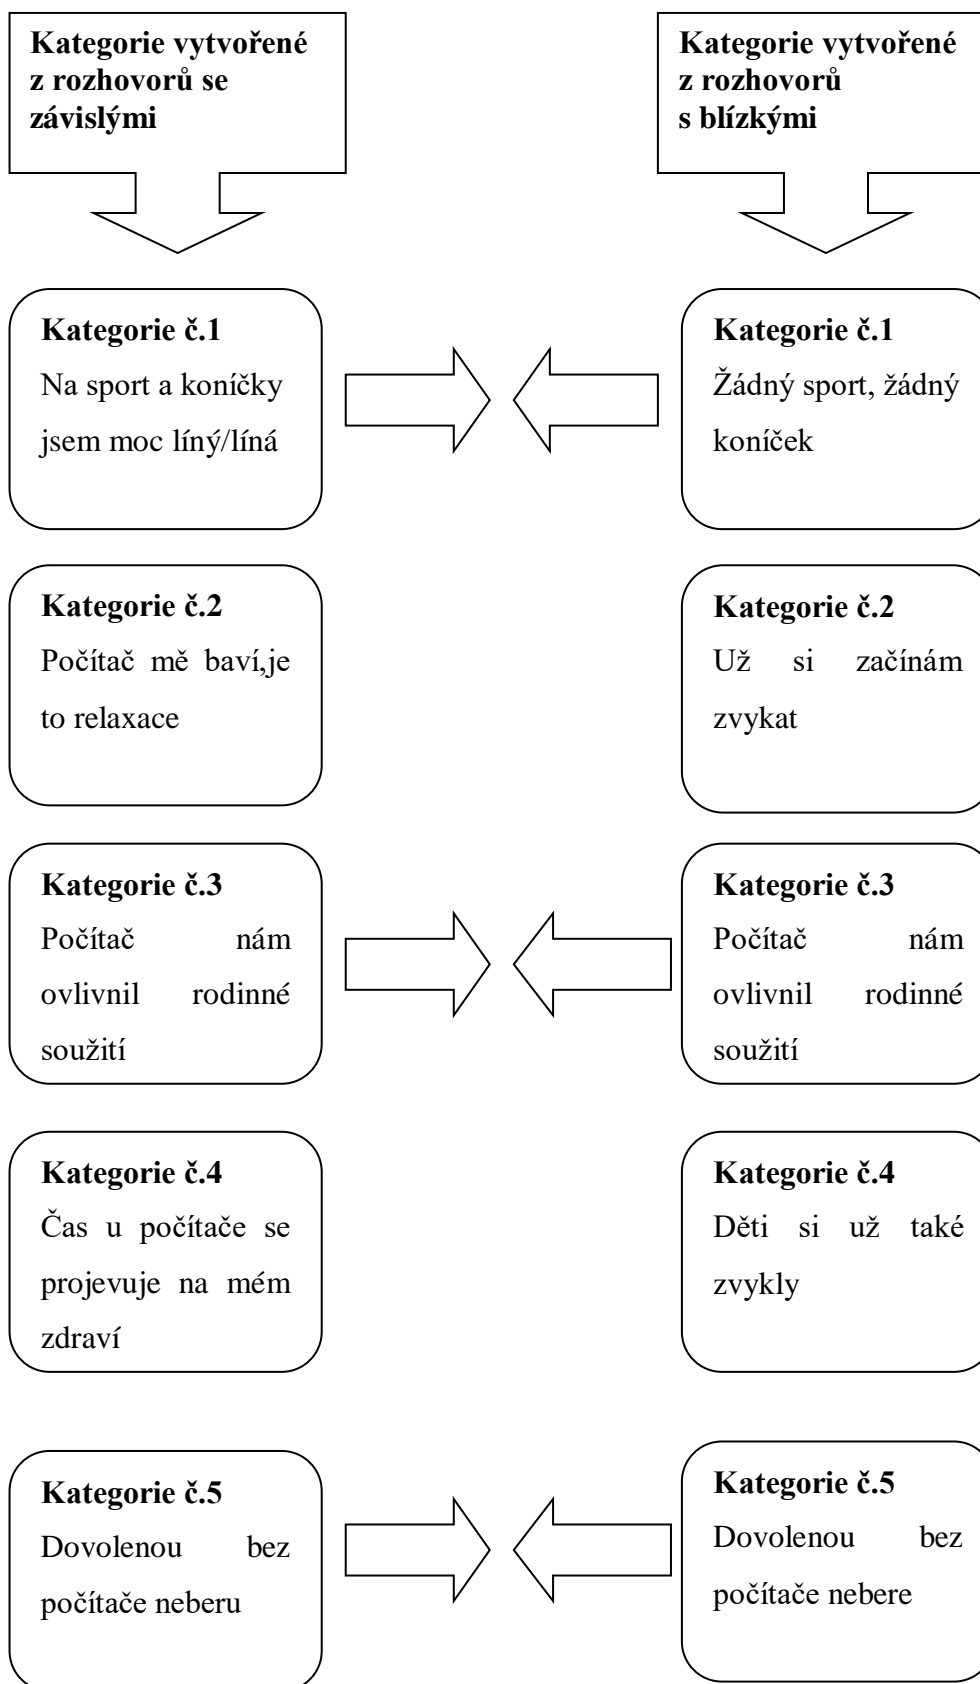 Kategorie vytvořené
z rozhovorů se
závislými
Kategorie vytvořené
z rozhovorů
s blízkými
Kategorie č.1
Na sport a koníčky
jsem moc líný/líná
Kategorie č.1
Žádný sport, žádný
koníček
Kategorie č.2
Počítač mě baví,je
to relaxace
Kategorie č.2
Už si začínám
zvykat
Kategorie č.3
Počítač nám
ovlivnil rodinné
soužití
Kategorie č.3
Počítač nám
ovlivnil rodinné
soužití
Kategorie č.4
Čas u počítače se
projevuje na mém
zdraví
Kategorie č.4
Děti si už také
zvykly
Kategorie č.5
Dovolenou bez
počítače neberu
Kategorie č.5
Dovolenou bez
počítače nebere